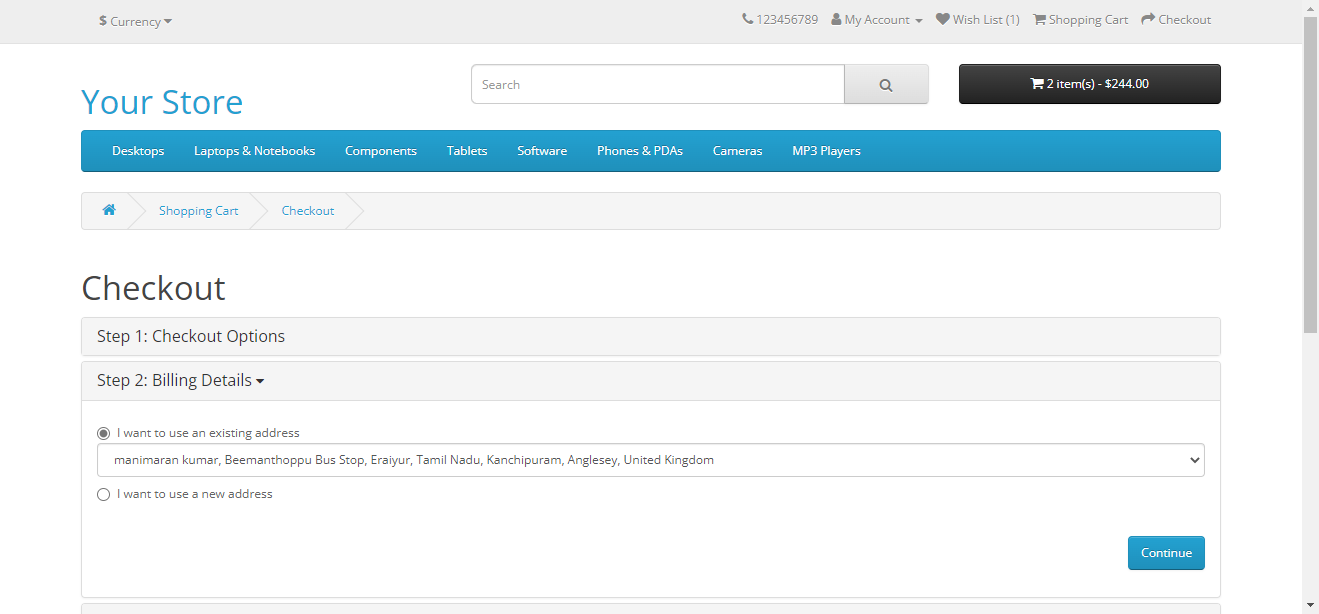 $ Currency
123456789 My Account Wish List (1) Shopping Cart Checkout
Your Store
Search
2 item(s) - $244.00
Desktops Laptops & Notebooks Components Tablets Software Phones & PDAs Cameras MP3 Players
Shopping Cart Checkout
Checkout
Step 1: Checkout Options
Step 2: Billing Details
I want to use an existing address
manimaran kumar, Beemanthoppu Bus Stop, Eraiyur, Tamil Nadu, Kanchipuram, Anglesey, United Kingdom
I want to use a new address
Continue